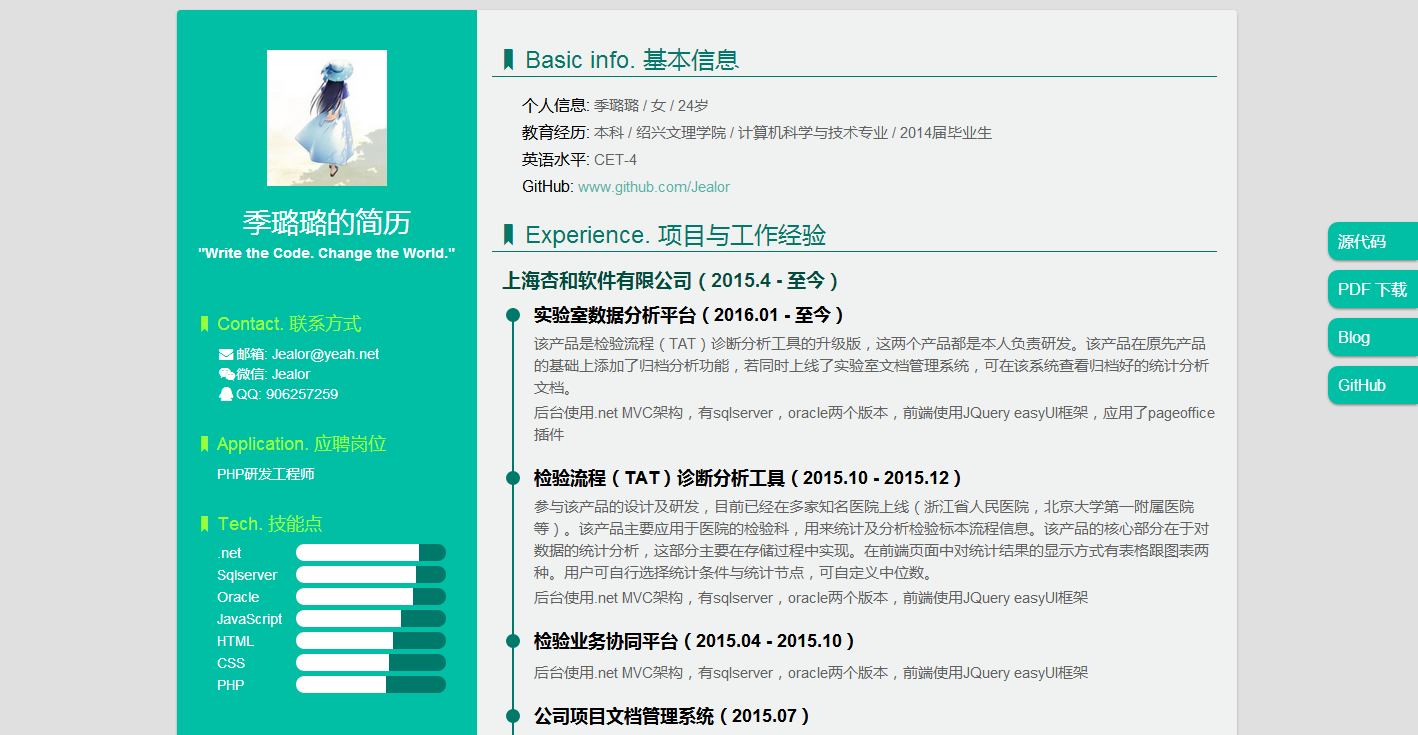 季璐璐的简历
"Write the Code. Change the World."
Contact. 联系方式
邮箱: Jealor@yeah.net
微信: Jealor
QQ: 906257259
Application. 应聘岗位
PHP研发工程师
Tech. 技能点
.net
Sqlserver
Oracle
JavaScript
HTML
CSS
PHP
Basic info. 基本信息
个人信息: 季璐璐 / 女 / 24岁
教育经历: 本科 / 绍兴文理学院 / 计算机科学与技术专业 / 2014届毕业生
英语水平: CET-4
GitHub: www.github.com/Jealor
Experience. 项目与工作经验
上海杏和软件有限公司（2015.4 - 至今）
实验室数据分析平台（2016.01 - 至今）
该产品是检验流程（TAT）诊断分析工具的升级版，这两个产品都是本人负责研发。该产品在原先产品
的基础上添加了归档分析功能，若同时上线了实验室文档管理系统，可在该系统查看归档好的统计分析
文档。
后台使用.net MVC架构，有sqlserver，oracle两个版本，前端使用JQuery easyUI框架，应用了pageoffice
插件
检验流程（TAT）诊断分析工具（2015.10 - 2015.12）
参与该产品的设计及研发，目前已经在多家知名医院上线（浙江省人民医院，北京大学第一附属医院
等）。该产品主要应用于医院的检验科，用来统计及分析检验标本流程信息。该产品的核心部分在于对
数据的统计分析，这部分主要在存储过程中实现。在前端页面中对统计结果的显示方式有表格跟图表两
种。用户可自行选择统计条件与统计节点，可自定义中位数。
后台使用.net MVC架构，有sqlserver，oracle两个版本，前端使用JQuery easyUI框架
检验业务协同平台（2015.04 - 2015.10）
后台使用.net MVC架构，有sqlserver，oracle两个版本，前端使用JQuery easyUI框架
公司项目文档管理系统（2015.07）
源代码
PDF 下载
Blog
GitHub